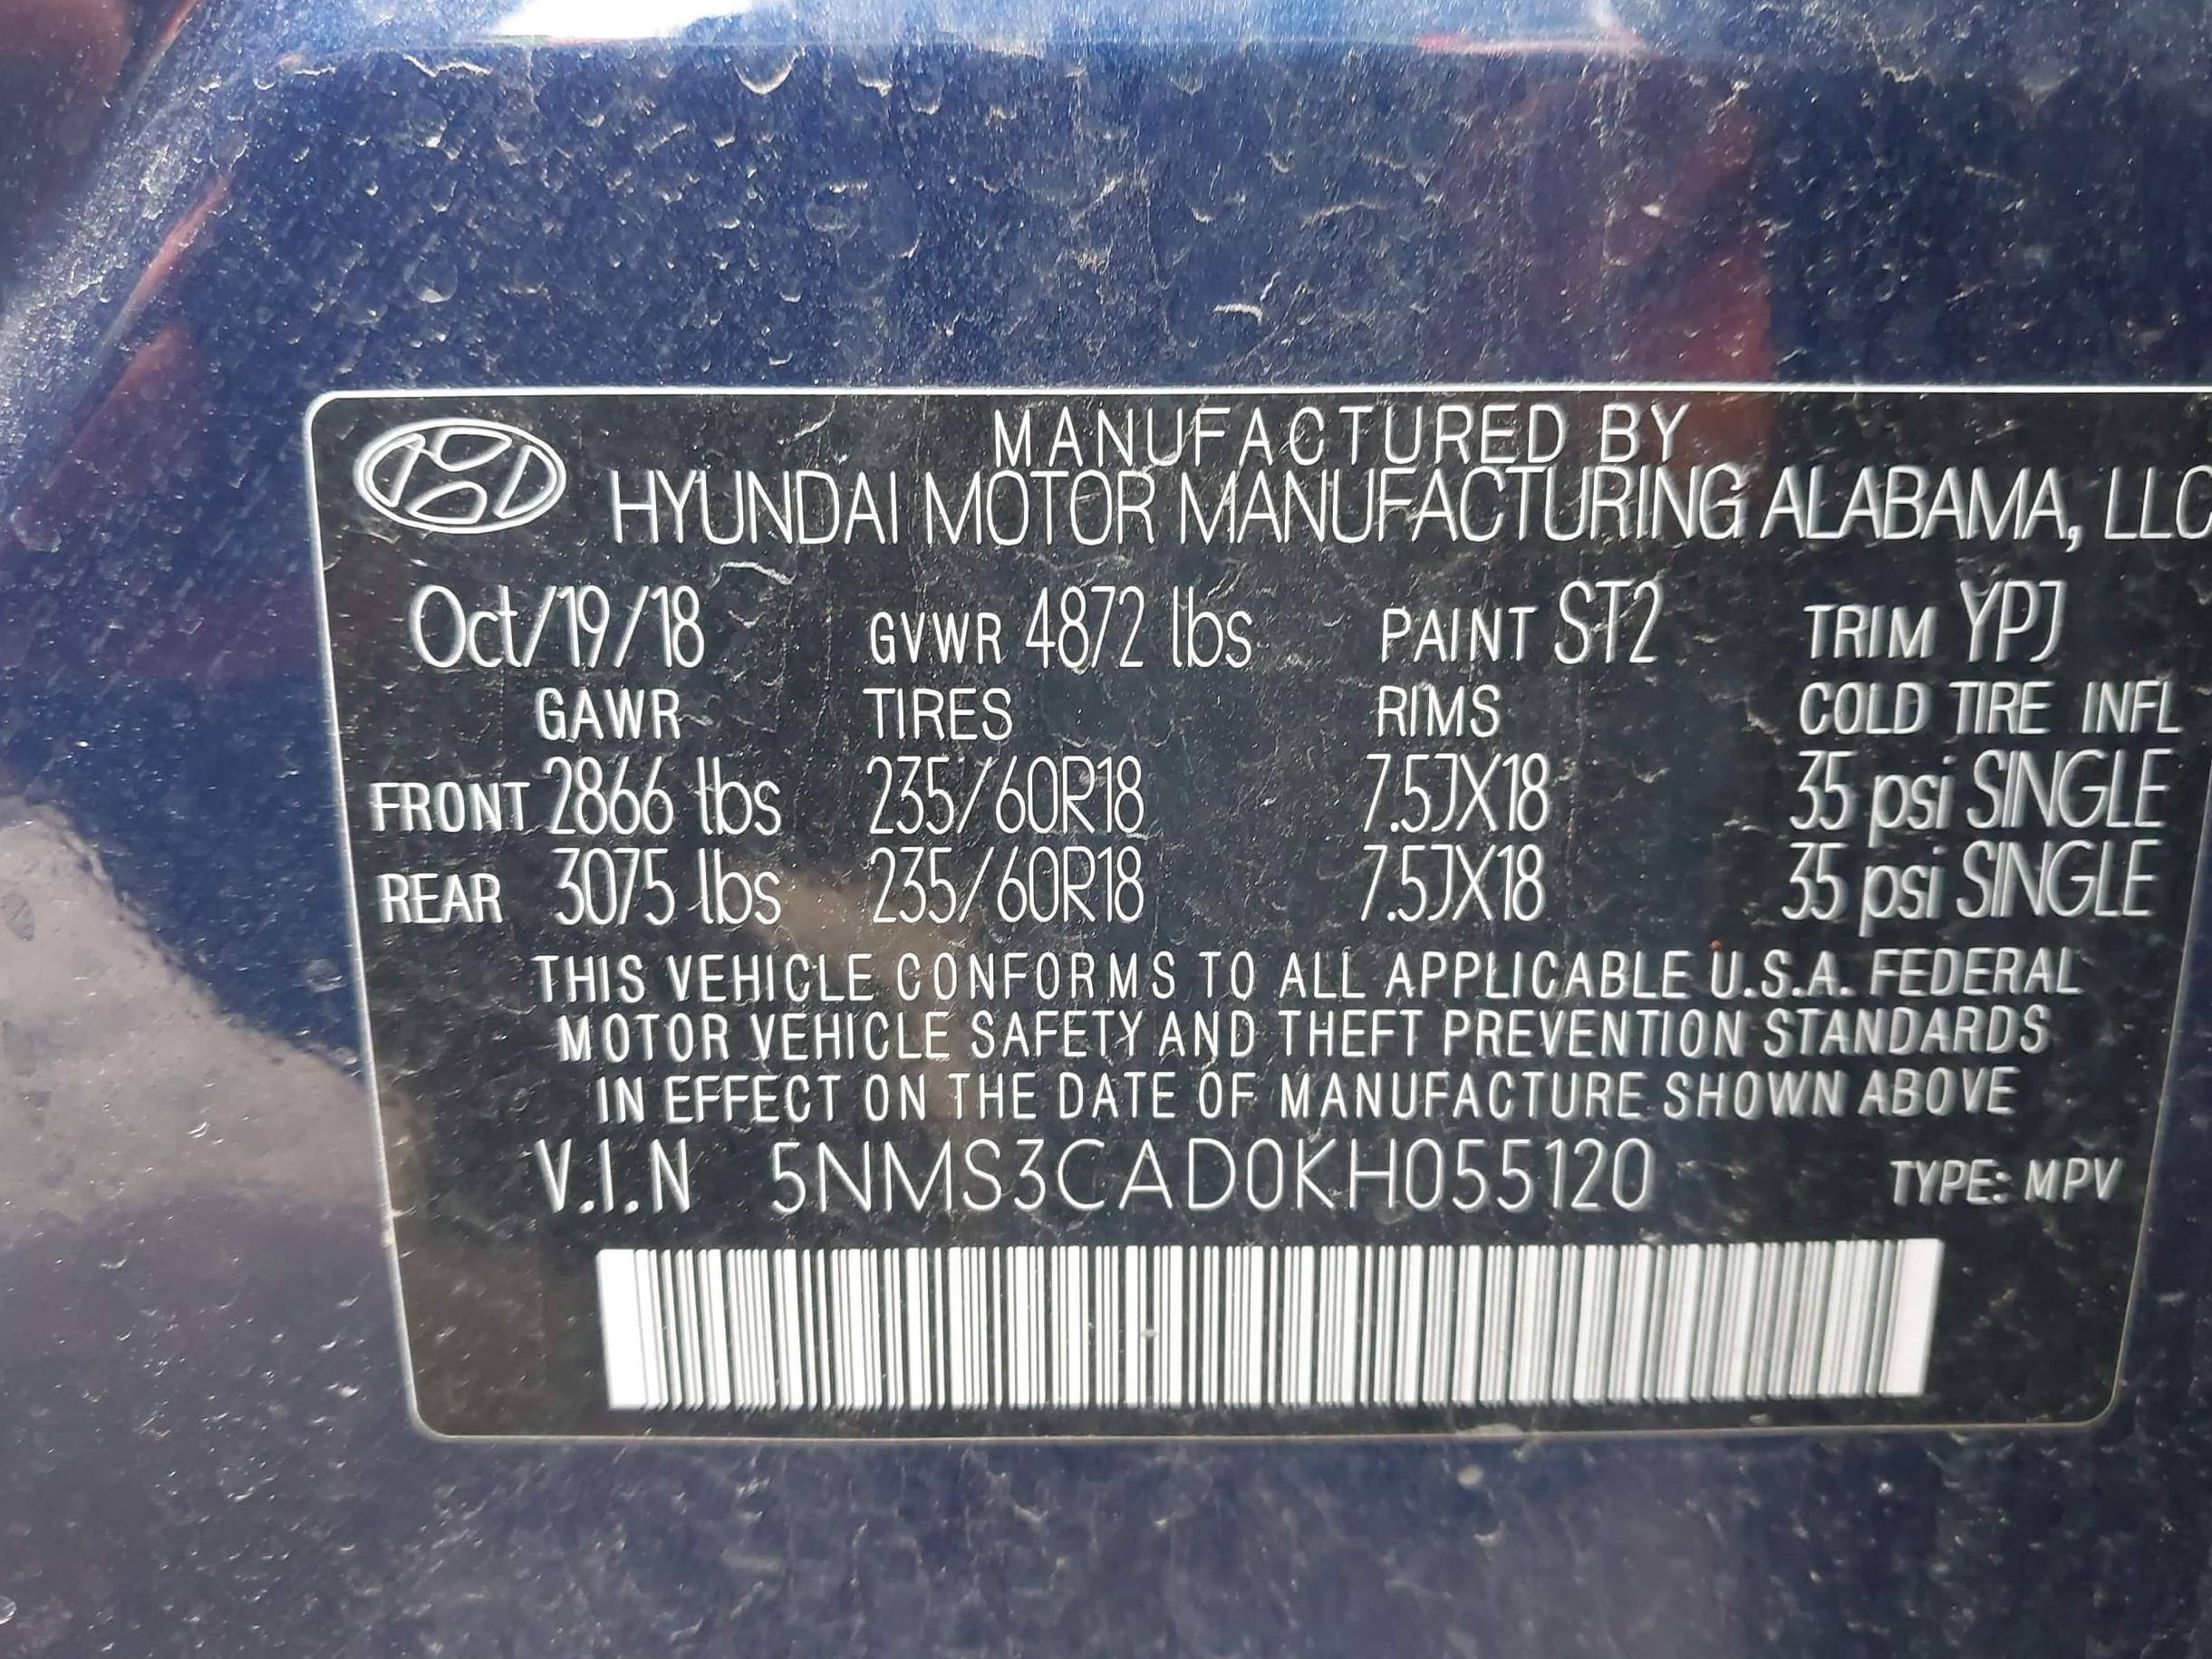 MANUFACTURED BY
HYUNDAI MOTOR MANUFACTURING ALABAMA, LLC
Oct/19/18 GVWR 4872 lbs PAINT ST2 TRIM YPJ
GAWR TIRES RIMS COLD TIRE INFL
FRONT 2866 lbs 235/60R18 7.5JX18 35 psi SINGLE
REAR 3075 lbs 235/60R18 7.5JX18 35 psi SINGLE
THIS VEHICLE CONFORMS TO ALL APPLICABLE U.S.A. FEDERAL
MOTOR VEHICLE SAFETY AND THEFT PREVENTION STANDARDS
IN EFFECT ON THE DATE OF MANUFACTURE SHOWN ABOVE
V.I.N 5NMS3CAD0KH055120 TYPE: MPV